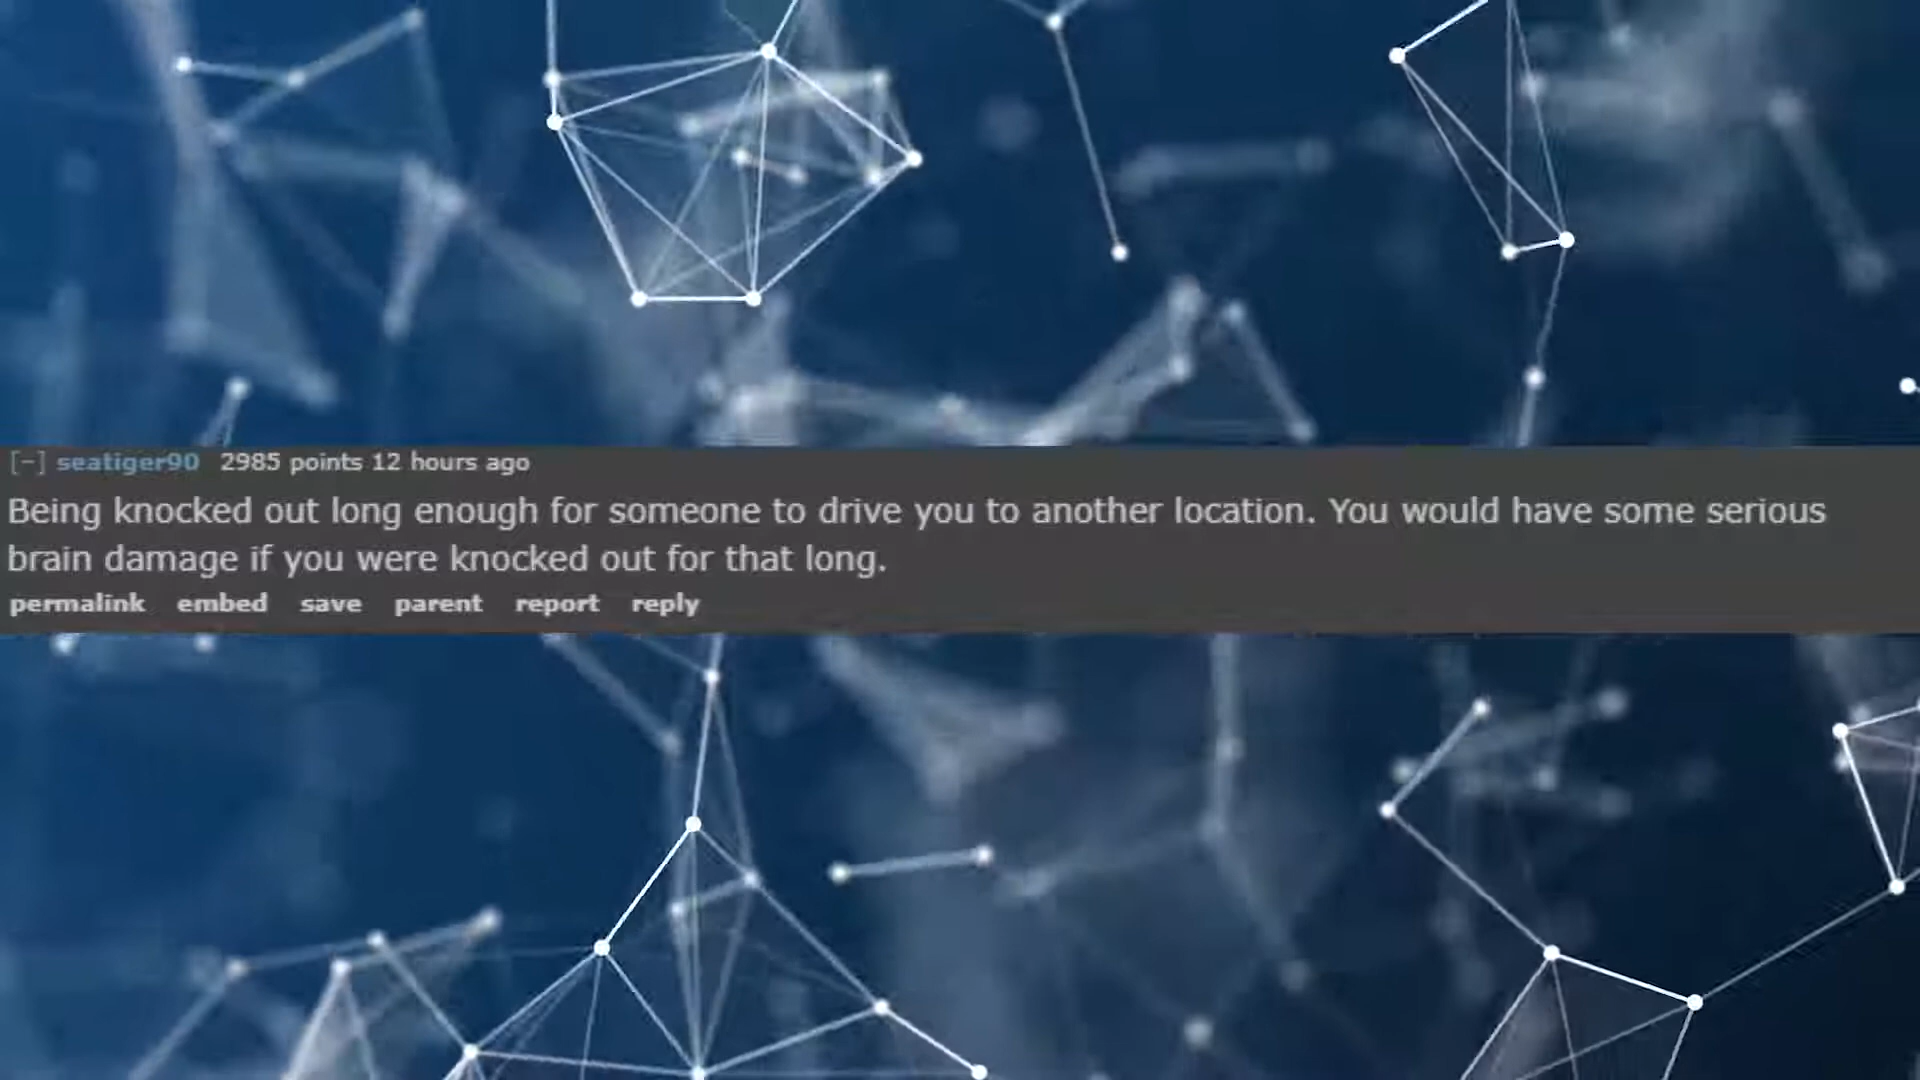 [-] seatiger90 2985 points 12 hours ago
Being knocked out long enough for someone to drive you to another location. You would have some serious
brain damage if you were knocked out for that long.
permalink embed save parent report reply